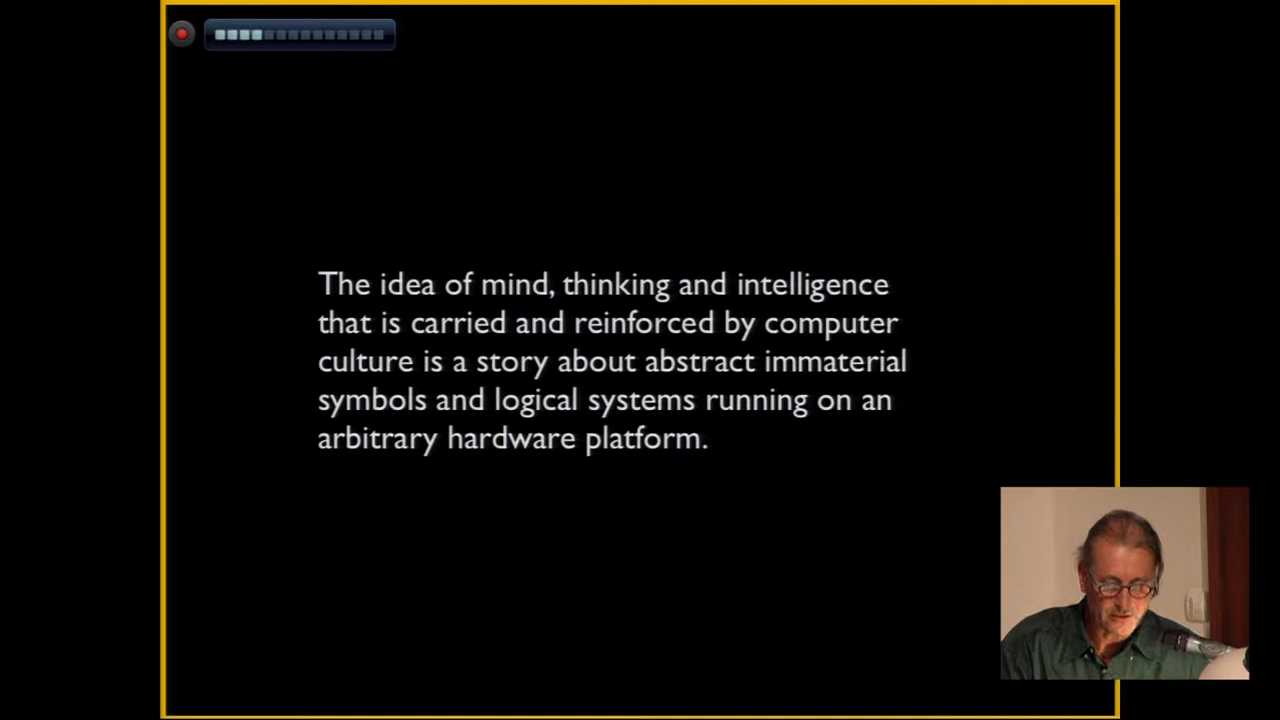 The idea of mind, thinking and intelligence
that is carried and reinforced by computer
culture is a story about abstract immaterial
symbols and logical systems running on an
arbitrary hardware platform.